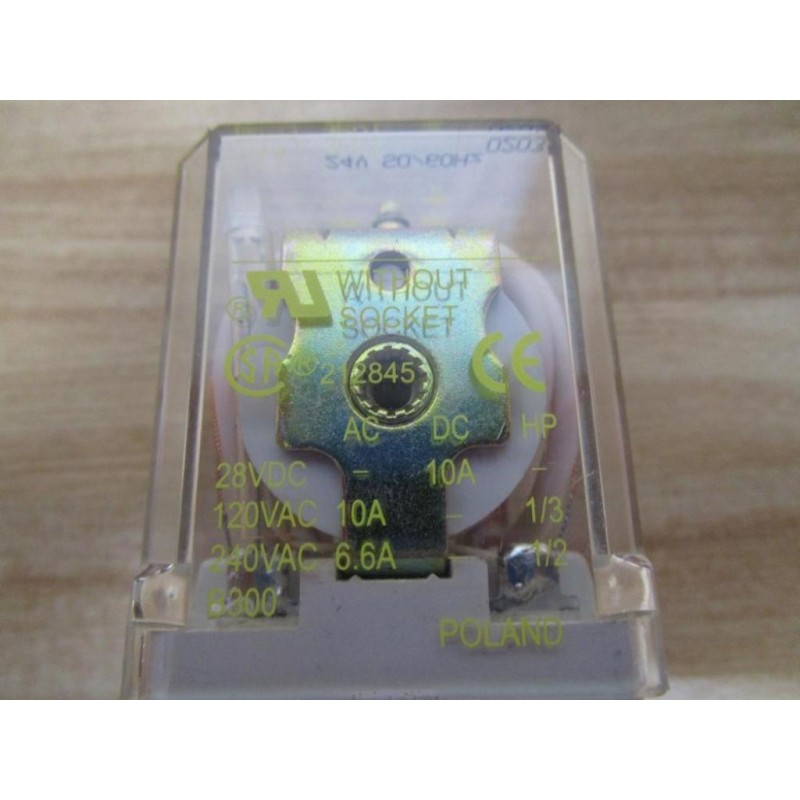 24V 50/60Hz 0203
WITHOUT
SOCKET
212845
AC DC HP
28VDC - 10A -
120VAC 10A - 1/3
240VAC 6.6A - 1/2
B300
POLAND